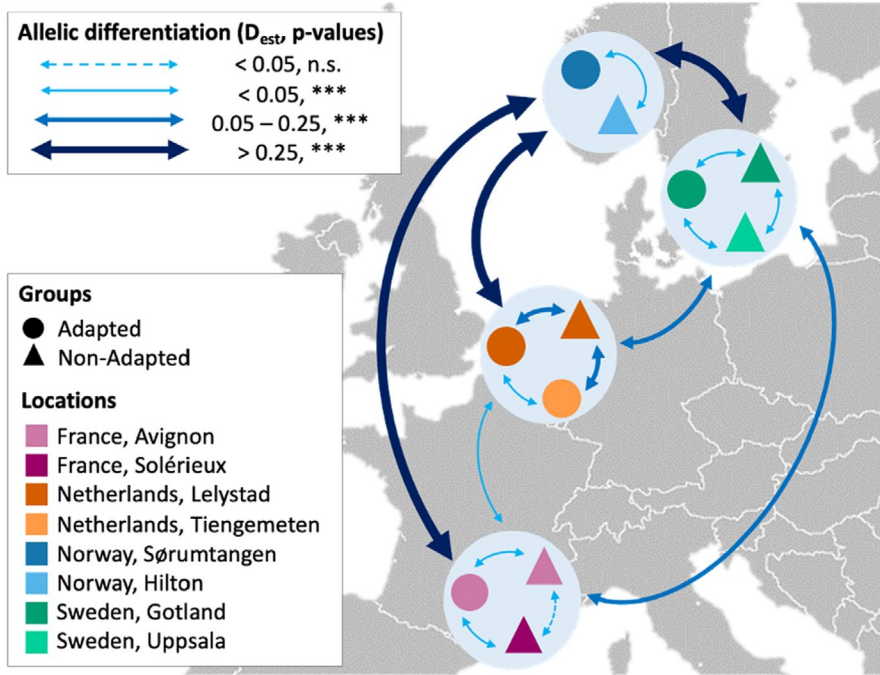 Allelic differentiation (Dest, p-values)
< 0.05, n.s.
< 0.05, ***
0.05 – 0.25, ***
> 0.25, ***
Groups
Adapted
Non-Adapted
Locations
France, Avignon
France, Solérieux
Netherlands, Lelystad
Netherlands, Tiengemeten
Norway, Sørumtangen
Norway, Hilton
Sweden, Gotland
Sweden, Uppsala